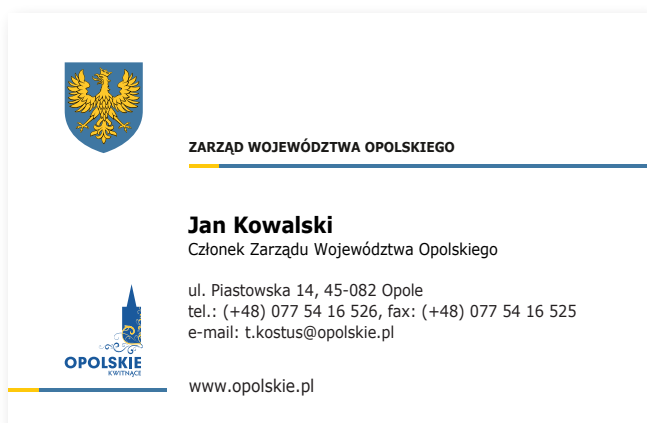 ZARZĄD WOJEWÓDZTWA OPOLSKIEGO
Jan Kowalski
Członek Zarządu Województwa Opolskiego
ul. Piastowska 14, 45-082 Opole
tel.: (+48) 077 54 16 526, fax: (+48) 077 54 16 525
e-mail: t.kostus@opolskie.pl
OPOLSKIE
KWITNĄCE
www.opolskie.pl